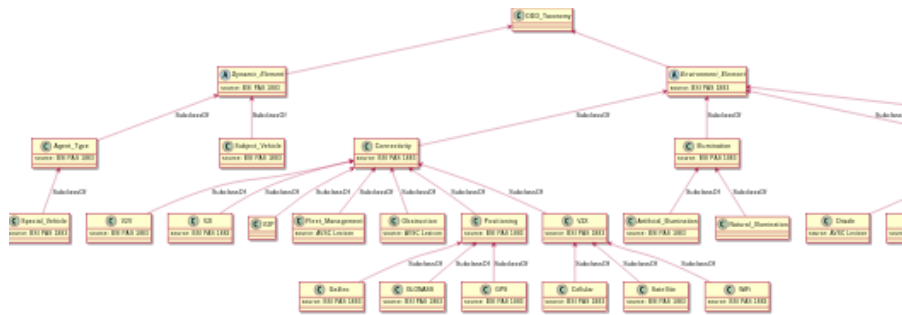 C ODD_Taxonomy
A Dynamic_Element
source: BSI PAS 1883
A Environment_Element
source: BSI PAS 1883
SubclassOf
SubclassOf
SubclassOf
SubclassOf
C Agent_Type
source: BSI PAS 1883
C Subject_Vehicle
source: BSI PAS 1883
C Connectivity
source: BSI PAS 1883
C Illumination
source: BSI PAS 1883
SubclassOf
SubclassOf
SubclassOf
SubclassOf
SubclassOf
SubclassOf
SubclassOf
SubclassOf
SubclassOf
SubclassOf
Special_Vehicle
source: BSI PAS 1883
C V2V
source: BSI PAS 1883
C V2I
source: BSI PAS 1883
C V2P
C Fleet_Management
source: AVSC Lexicon
C Obstruction
source: AVSC Lexicon
C Positioning
source: BSI PAS 1883
C V2X
source: BSI PAS 1883
C Artificial_Illumination
source: BSI PAS 1883
C Natural_Illumination
C
source: AVSC Lexicon
SubclassOf
SubclassOf
SubclassOf
SubclassOf
SubclassOf
SubclassOf
C Galileo
source: BSI PAS 1883
C GLONASS
source: BSI PAS 1883
C GPS
source: BSI PAS 1883
C Cellular
source: BSI PAS 1883
C Satellite
source: BSI PAS 1883
C WiFi
source: BSI PAS 1883